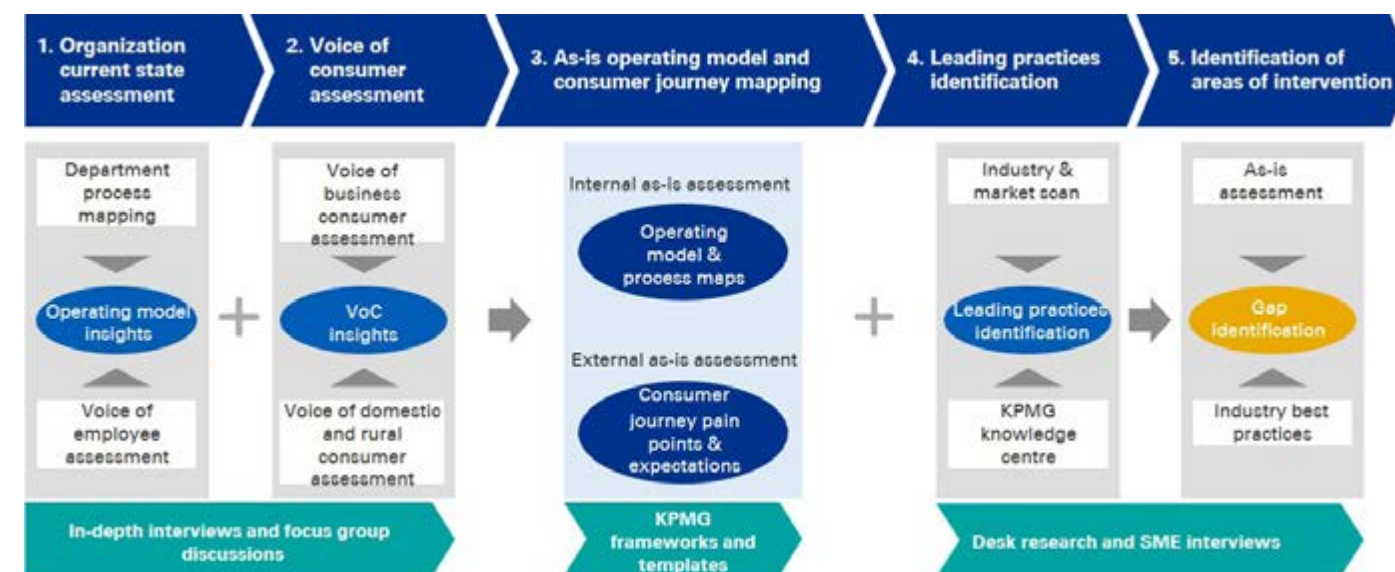 1. Organization
current state
assessment
2. Voice of
consumer
assessment
3. As-is operating model and
consumer journey mapping
4. Leading practices
identification
5. Identification of
areas of intervention
Department
process
mapping
Operating model
insights
Voice of
employee
assessment
Voice of
business
consumer
assessment
VoC
insights
Voice of domestic
and rural
consumer
assessment
Internal as-is assessment
Operating
model &
process maps
External as-is assessment
Consumer
journey pain
points &
expectations
Industry &
market scan
Leading practices
identification
KPMG
knowledge
centre
As-is
assessment
Gap
identification
Industry best
practices
In-depth interviews and focus group
discussions
KPMG
frameworks and
templates
Desk research and SME interviews